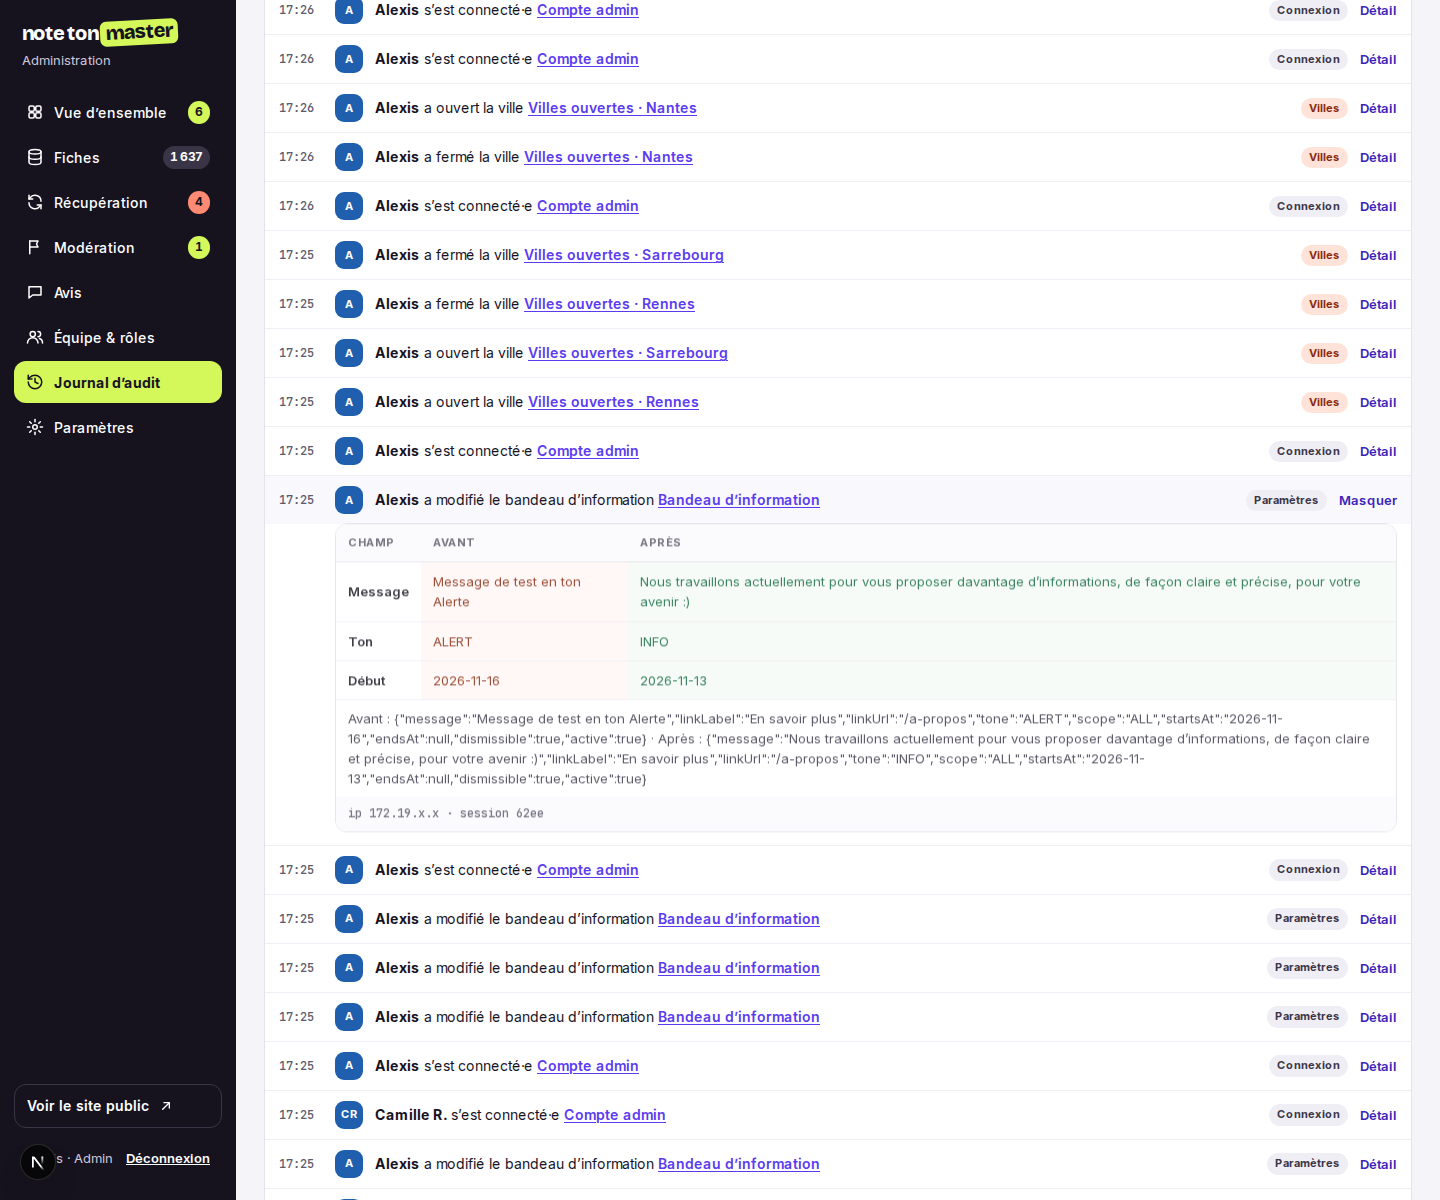 note ton master
Administration
Vue d’ensemble 6
Fiches 1 637
Récupération 4
Modération 1
Avis
Équipe & rôles
Journal d’audit
Paramètres
Voir le site public
s · Admin Déconnexion
17:26 A Alexis s’est connecté·e Compte admin Connexion Détail
17:26 A Alexis s’est connecté·e Compte admin Connexion Détail
17:26 A Alexis a ouvert la ville Villes ouvertes · Nantes Villes Détail
17:26 A Alexis a fermé la ville Villes ouvertes · Nantes Villes Détail
17:26 A Alexis s’est connecté·e Compte admin Connexion Détail
17:25 A Alexis a fermé la ville Villes ouvertes · Sarrebourg Villes Détail
17:25 A Alexis a fermé la ville Villes ouvertes · Rennes Villes Détail
17:25 A Alexis a ouvert la ville Villes ouvertes · Sarrebourg Villes Détail
17:25 A Alexis a ouvert la ville Villes ouvertes · Rennes Villes Détail
17:25 A Alexis s’est connecté·e Compte admin Connexion Détail
17:25 A Alexis a modifié le bandeau d’information Bandeau d’information Paramètres Masquer
CHAMP AVANT APRÈS
Message Message de test en ton Alerte Nous travaillons actuellement pour vous proposer davantage d’informations, de façon claire et précise, pour votre avenir :)
Ton ALERT INFO
Début 2026-11-16 2026-11-13
Avant : {"message":"Message de test en ton Alerte","linkLabel":"En savoir plus","linkUrl":"/a-propos","tone":"ALERT","scope":"ALL","startsAt":"2026-11-
16","endsAt":null,"dismissible":true,"active":true} · Après : {"message":"Nous travaillons actuellement pour vous proposer davantage d’informations, de façon claire
et précise, pour votre avenir :)","linkLabel":"En savoir plus","linkUrl":"/a-propos","tone":"INFO","scope":"ALL","startsAt":"2026-11-
13","endsAt":null,"dismissible":true,"active":true}
ip 172.19.x.x · session 62ee
17:25 A Alexis s’est connecté·e Compte admin Connexion Détail
17:25 A Alexis a modifié le bandeau d’information Bandeau d’information Paramètres Détail
17:25 A Alexis a modifié le bandeau d’information Bandeau d’information Paramètres Détail
17:25 A Alexis a modifié le bandeau d’information Bandeau d’information Paramètres Détail
17:25 A Alexis s’est connecté·e Compte admin Connexion Détail
17:25 CR Camille R. s’est connecté·e Compte admin Connexion Détail
17:25 A Alexis a modifié le bandeau d’information Bandeau d’information Paramètres Détail